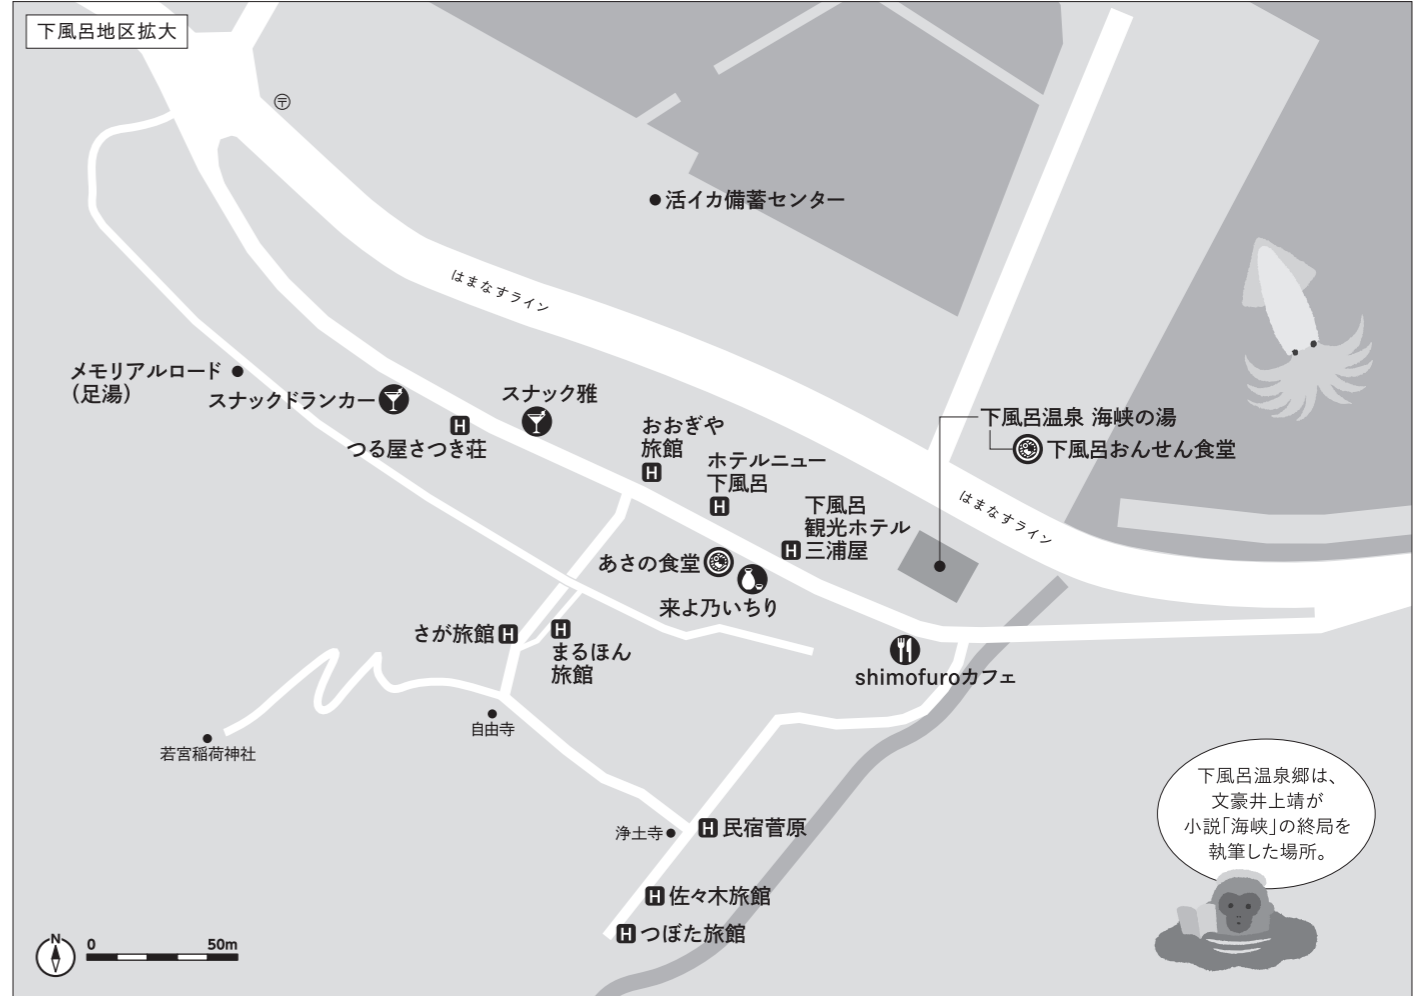 下風呂地区拡大
〒
活イカ備蓄センター
はまなすライン
メモリアルロード
（足湯）
スナックドランカー
スナック雅
H
つる屋さつき荘
おおぎや
旅館
H
ホテルニュー
下風呂
H
下風呂
観光ホテル
H 三浦屋
下風呂温泉 海峡の湯
下風呂おんせん食堂
はまなすライン
あさの食堂
来よ乃いちり
さが旅館 H
H
まるほん
旅館
shimofuroカフェ
自由寺
若宮稲荷神社
浄土寺
H 民宿菅原
H 佐々木旅館
H つぼた旅館
下風呂温泉郷は、
文豪井上靖が
小説「海峡」の終局を
執筆した場所。
N
0 50m